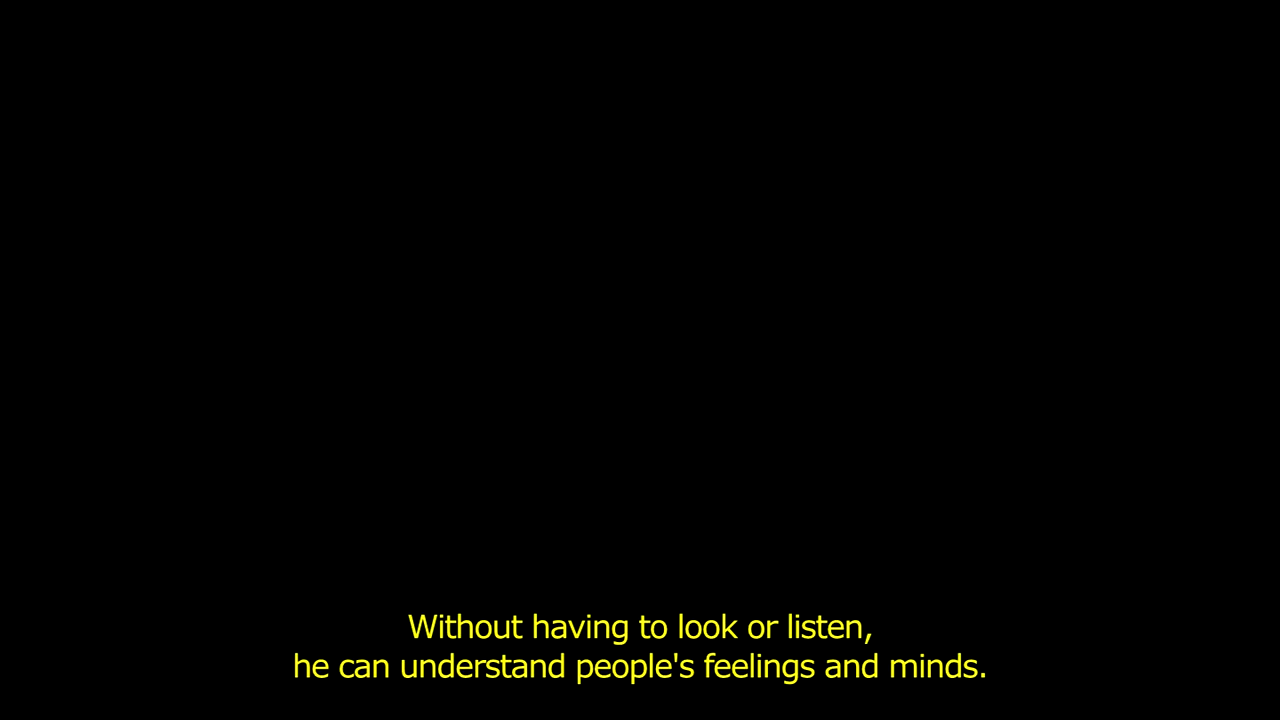 Without having to look or listen,
he can understand people's feelings and minds.